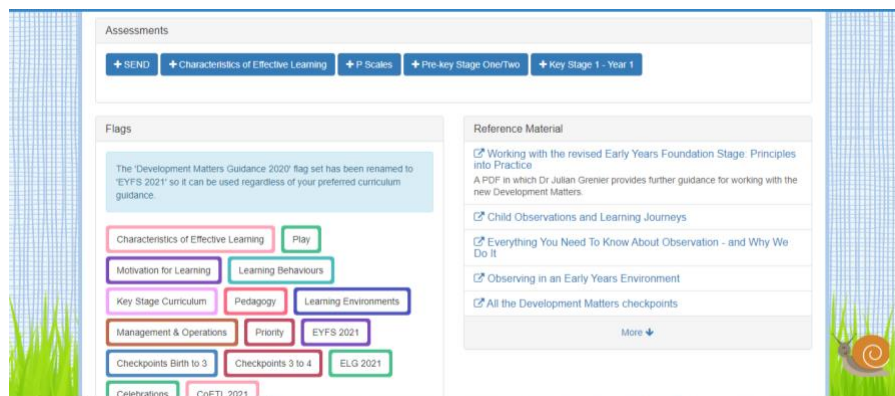 Assessments
+ SEND
+ Characteristics of Effective Learning
+ P Scales
+ Pre-key Stage One/Two
+ Key Stage 1 - Year 1
Flags
The 'Development Matters Guidance 2020' flag set has been renamed to
'EYFS 2021' so it can be used regardless of your preferred curriculum
guidance.
Characteristics of Effective Learning
Play
Motivation for Learning
Learning Behaviours
Key Stage Curriculum
Pedagogy
Learning Environments
Management & Operations
Priority
EYFS 2021
Checkpoints Birth to 3
Checkpoints 3 to 4
ELG 2021
Celebrations
CoETL 2021
Reference Material
Working with the revised Early Years Foundation Stage: Principles
into Practice
A PDF in which Dr Julian Grenier provides further guidance for working with the
new Development Matters.
Child Observations and Learning Journeys
Everything You Need To Know About Observation - and Why We
Do It
Observing in an Early Years Environment
All the Development Matters checkpoints
More